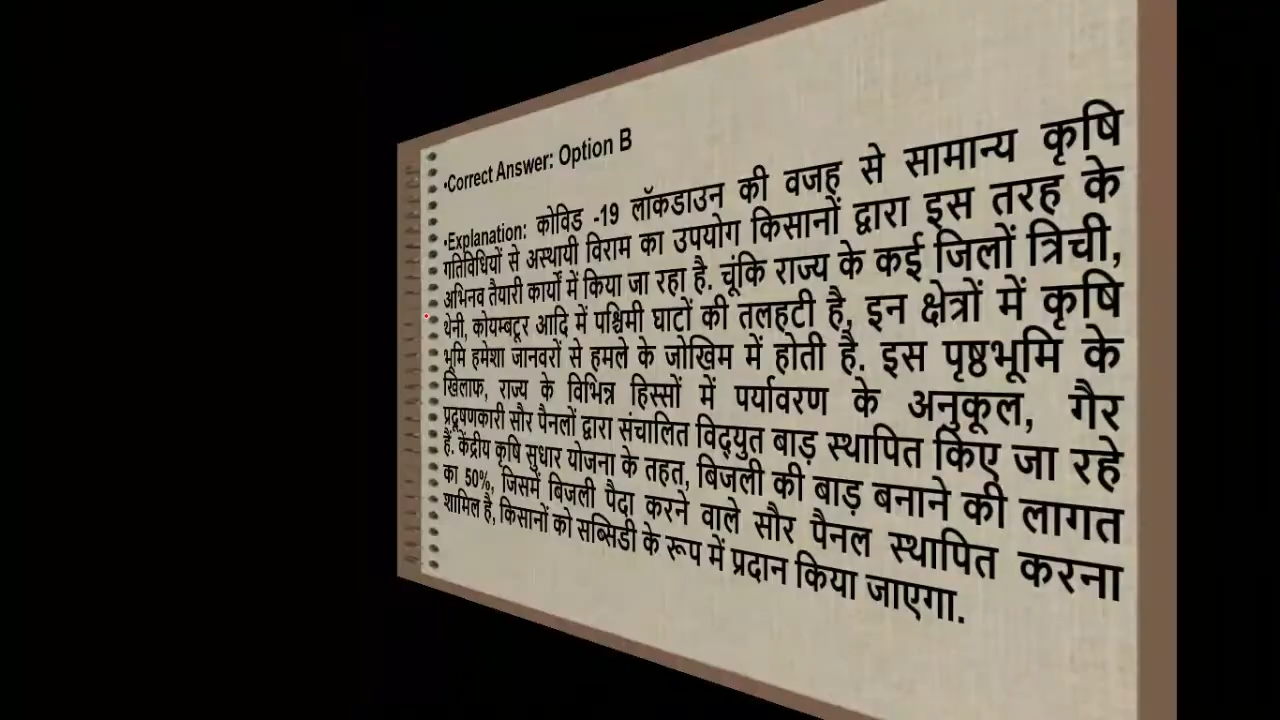 •Correct Answer: Option B
•Explanation: कोविड -19 लॉकडाउन की वजह से सामान्य कृषि
गतिविधियों से अस्थायी विराम का उपयोग किसानों द्वारा इस तरह के
अभिनव तैयारी कार्यों में किया जा रहा है. चूंकि राज्य के कई जिलों त्रिची,
थेनी, कोयम्बटूर आदि में पश्चिमी घाटों की तलहटी है, इन क्षेत्रों में कृषि
भूमि हमेशा जानवरों से हमले के जोखिम में होती है. इस पृष्ठभूमि के
खिलाफ, राज्य के विभिन्न हिस्सों में पर्यावरण के अनुकूल, गैर
प्रदूषणकारी सौर पैनलों द्वारा संचालित विद्युत बाड़ स्थापित किए जा रहे
हैं. केंद्रीय कृषि सुधार योजना के तहत, बिजली की बाड़ बनाने की लागत
का 50%, जिसमें बिजली पैदा करने वाले सौर पैनल स्थापित करना
शामिल है, किसानों को सब्सिडी के रूप में प्रदान किया जाएगा.